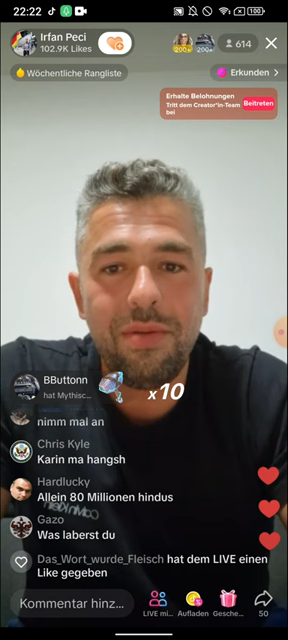 22:22
100
Irfan Peci
102.9K Likes
200+
200+
614
Wöchentliche Rangliste
Erkunden >
Erhalte Belohnungen
Tritt dem Creator*in-Team bei
Beitreten
BButtonn
hat Mythisc...
x10
nimm mal an
Chris Kyle
Karin ma hangsh
Hardlucky
Allein 80 Millionen hindus
Gazo
Was laberst du
Das_Wort_wurde_Fleisch hat dem LIVE einen
Like gegeben
Kommentar hinz...
LIVE mi...
Aufladen
Gesche...
50